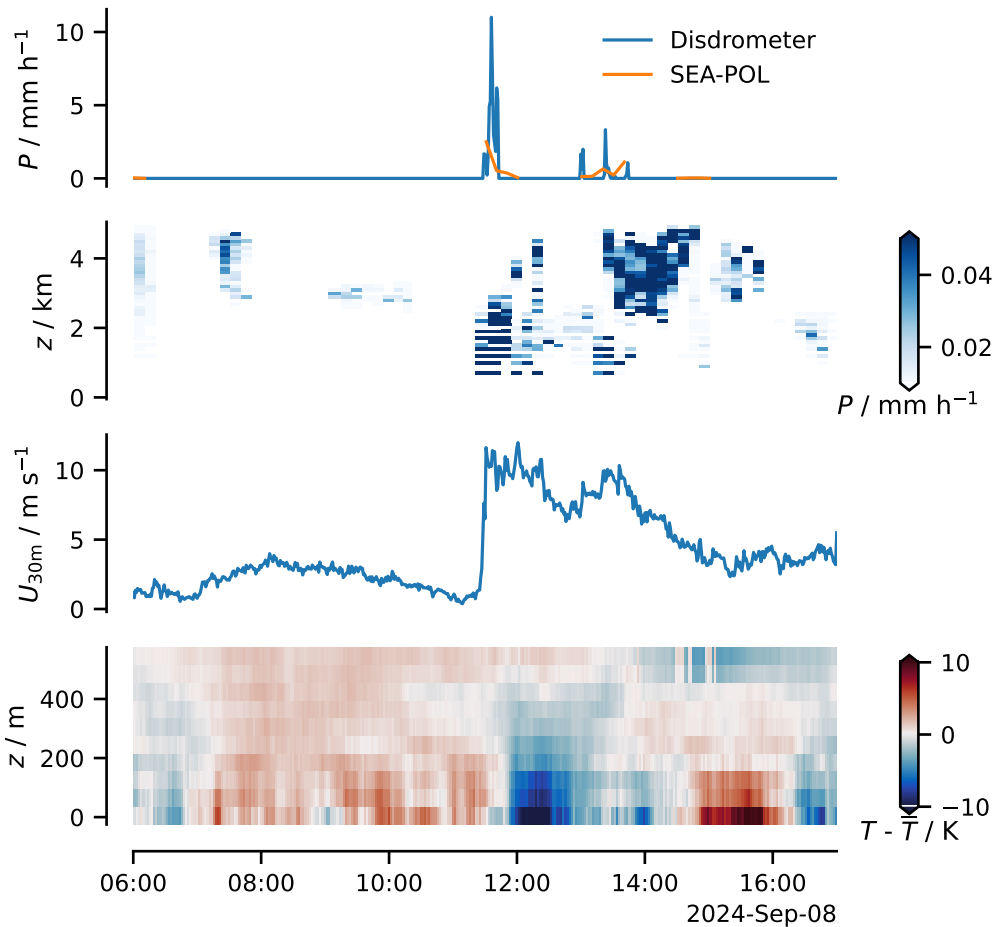 P / mm h⁻¹
10
5
0
Disdrometer
SEA-POL
z / km
4
2
0
0.04
0.02
P / mm h⁻¹
U₃₀ₘ / m s⁻¹
10
5
0
z / m
400
200
0
10
0
−10
T - T̿ / K
06:00 08:00 10:00 12:00 14:00 16:00
2024-Sep-08